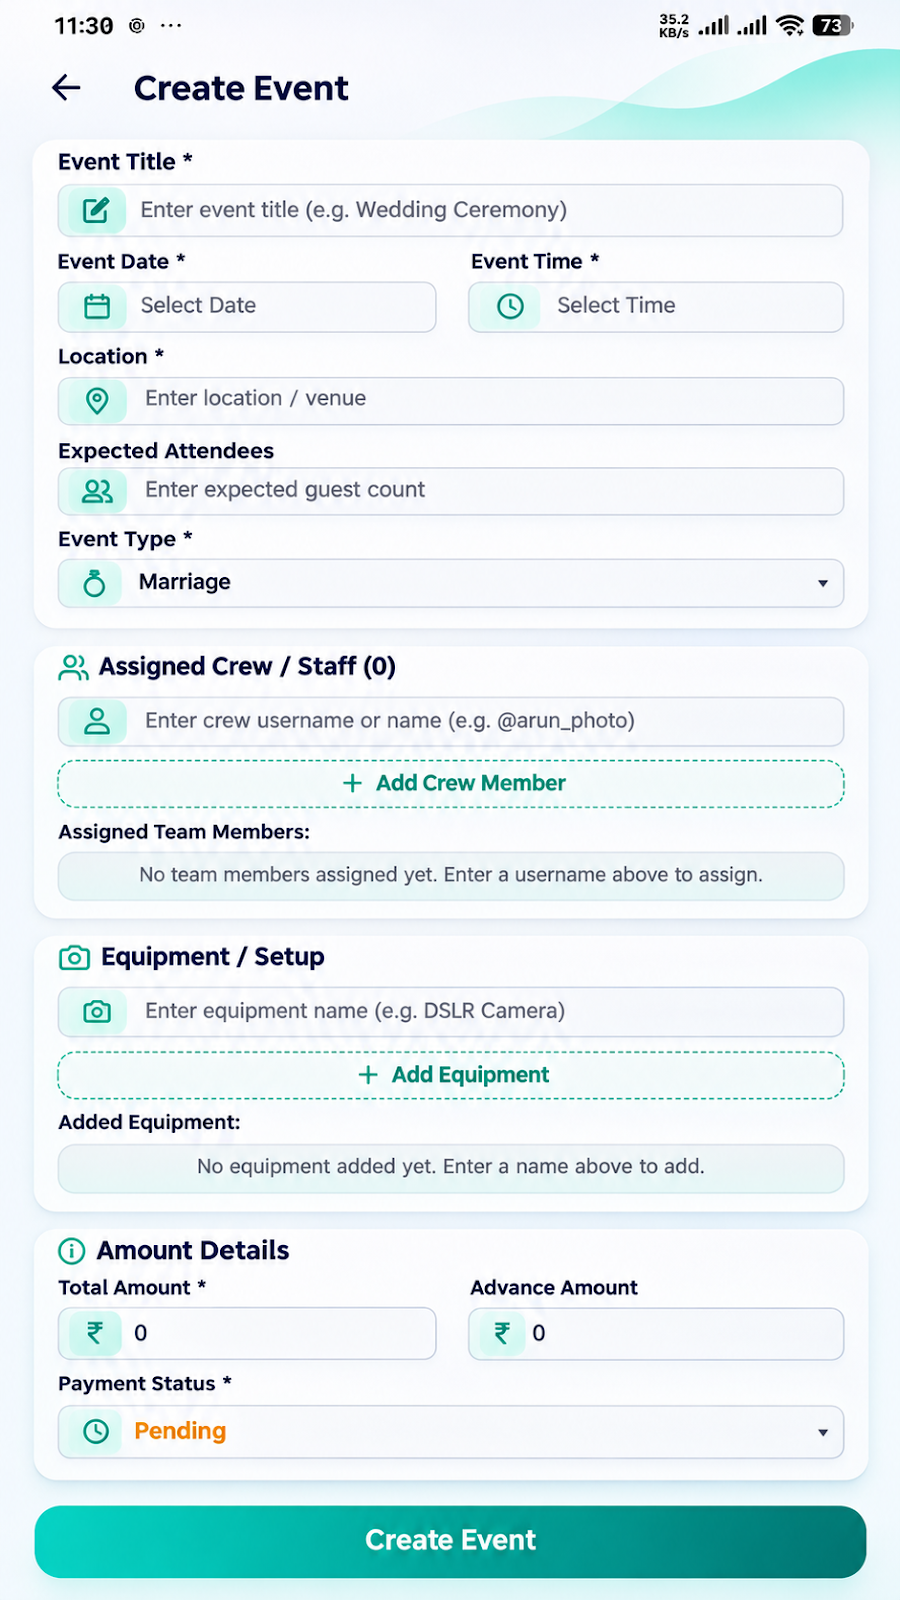 11:30 ...
35.2 KB/s 73
Create Event
Event Title *
Enter event title (e.g. Wedding Ceremony)
Event Date * Event Time *
Select Date Select Time
Location *
Enter location / venue
Expected Attendees
Enter expected guest count
Event Type *
Marriage
Assigned Crew / Staff (0)
Enter crew username or name (e.g. @arun_photo)
+ Add Crew Member
Assigned Team Members:
No team members assigned yet. Enter a username above to assign.
Equipment / Setup
Enter equipment name (e.g. DSLR Camera)
+ Add Equipment
Added Equipment:
No equipment added yet. Enter a name above to add.
Amount Details
Total Amount * Advance Amount
₹ 0 ₹ 0
Payment Status *
Pending
Create Event